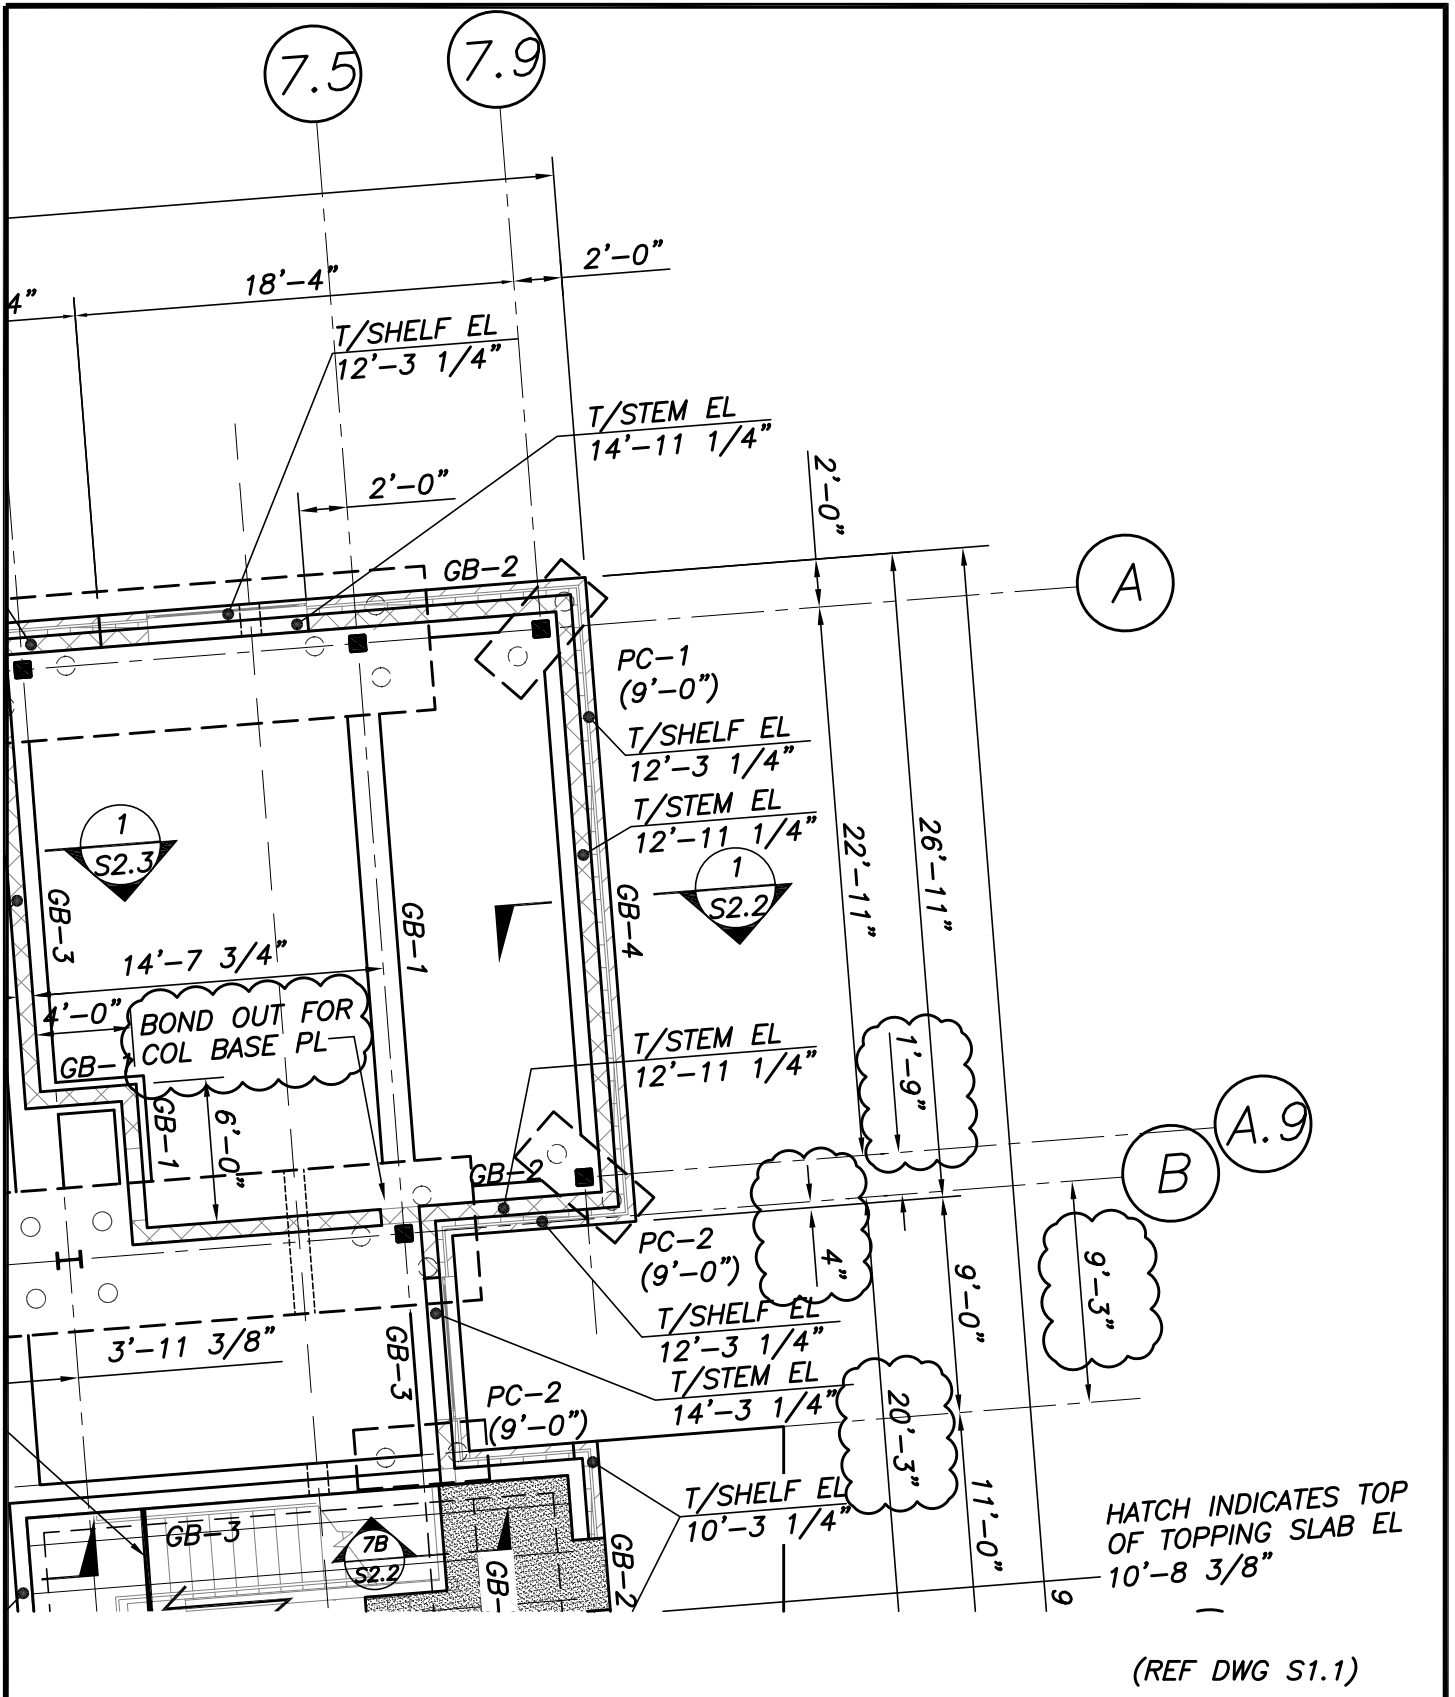 7.5
7.9
2'-0"
18'-4"
4"
T/SHELF EL
12'-3 1/4"
T/STEM EL
14'-11 1/4"
2'-0"
2'-0"
GB-2
A
PC-1
(9'-0")
T/SHELF EL
12'-3 1/4"
T/STEM EL
12'-11 1/4"
1
S2.3
1
S2.2
22'-11"
26'-11"
GB-3
GB-1
GB-4
14'-7 3/4"
4'-0"
BOND OUT FOR
COL BASE PL
GB-1
GB-1
6'-0"
T/STEM EL
12'-11 1/4"
1'-9"
A.9
B
GB-2
PC-2
(9'-0")
4"
9'-0"
9'-3"
T/SHELF EL
12'-3 1/4"
3'-11 3/8"
GB-3
T/STEM EL
14'-3 1/4"
PC-2
(9'-0")
20'-3"
11'-0"
T/SHELF EL
10'-3 1/4"
HATCH INDICATES TOP
OF TOPPING SLAB EL
10'-8 3/8"
GB-3
7B
S2.2
GB-
GB-2
9
(REF DWG S1.1)